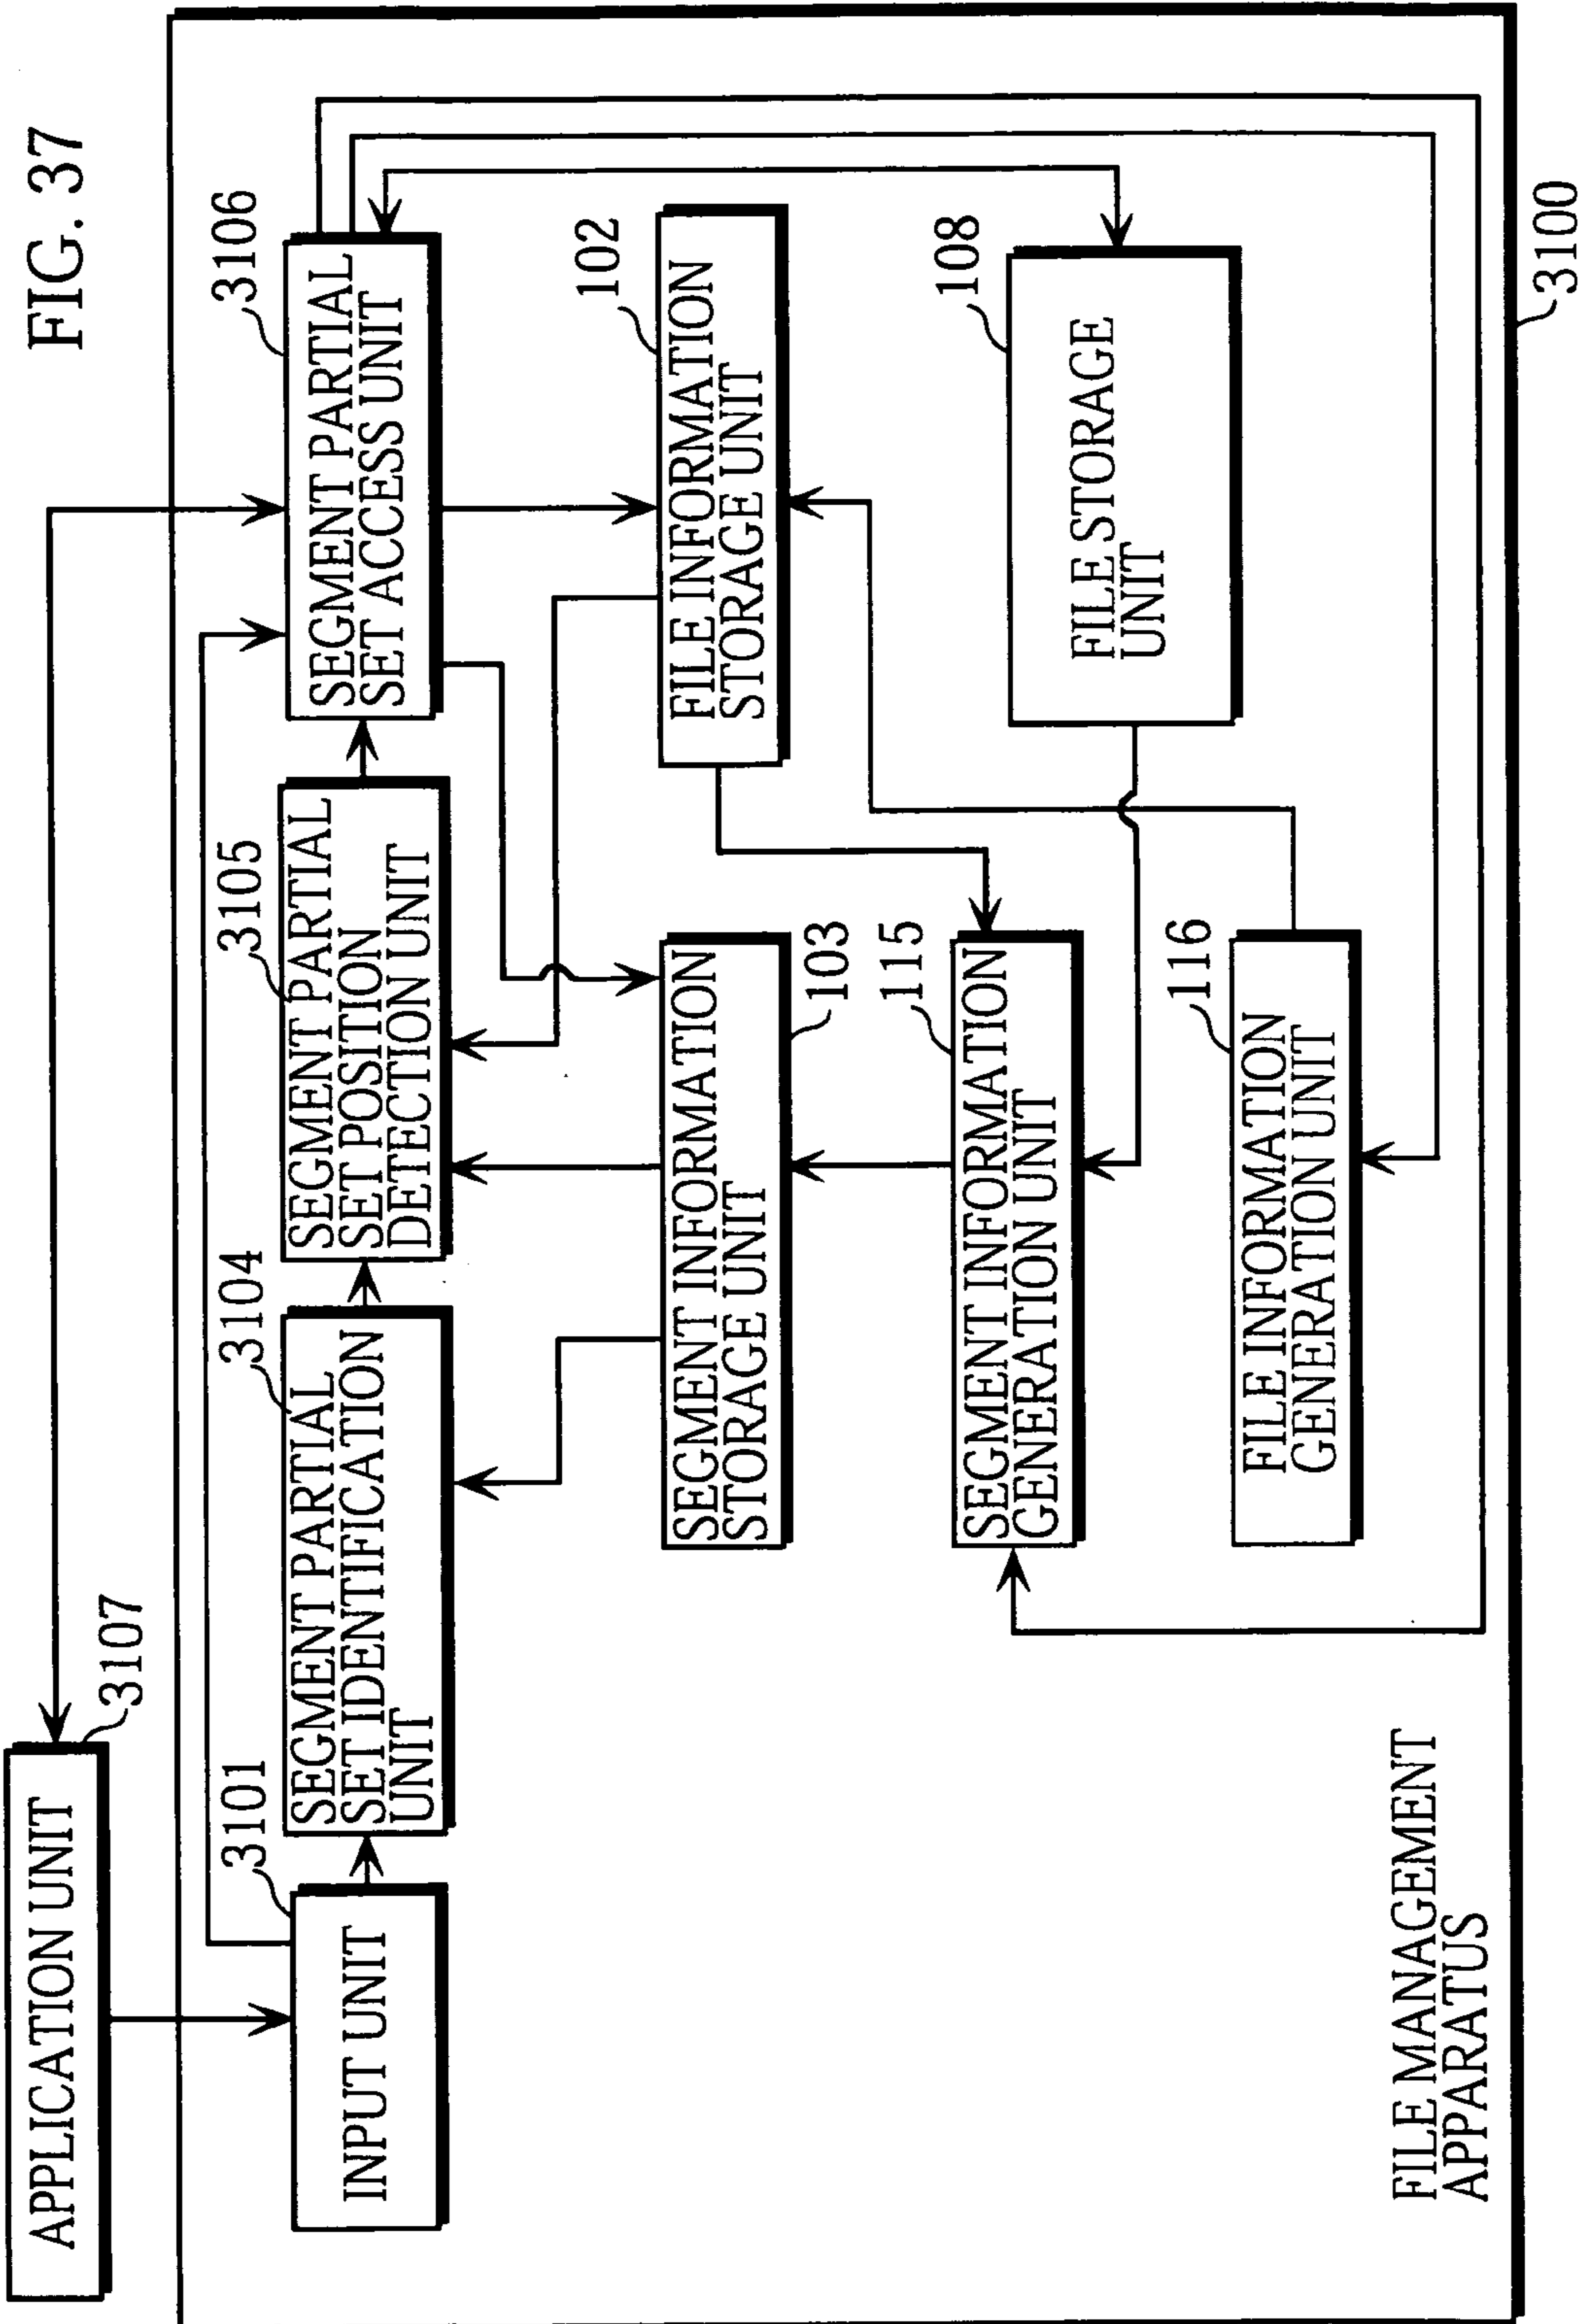 FIG. 37
APPLICATION UNIT
3107
3101
INPUT UNIT
3104
SEGMENT PARTIAL
SET IDENTIFICATION
UNIT
3105
SEGMENT PARTIAL
SET POSITION
DETECTION UNIT
3106
SEGMENT PARTIAL
SET ACCESS UNIT
SEGMENT INFORMATION
STORAGE UNIT
103
102
FILE INFORMATION
STORAGE UNIT
115
SEGMENT INFORMATION
GENERATION UNIT
108
FILE STORAGE
UNIT
116
FILE INFORMATION
GENERATION UNIT
FILE MANAGEMENT
APPARATUS
3100